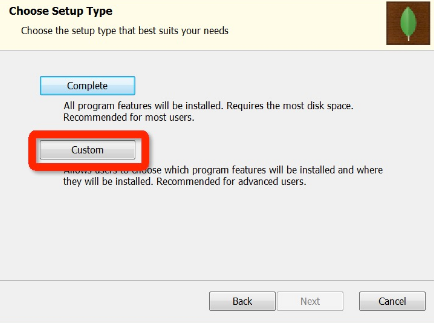 Choose Setup Type
Choose the setup type that best suits your needs
Complete
All program features will be installed. Requires the most disk space.
Recommended for most users.
Custom
Allows users to choose which program features will be installed and where
they will be installed. Recommended for advanced users.
Back
Next
Cancel